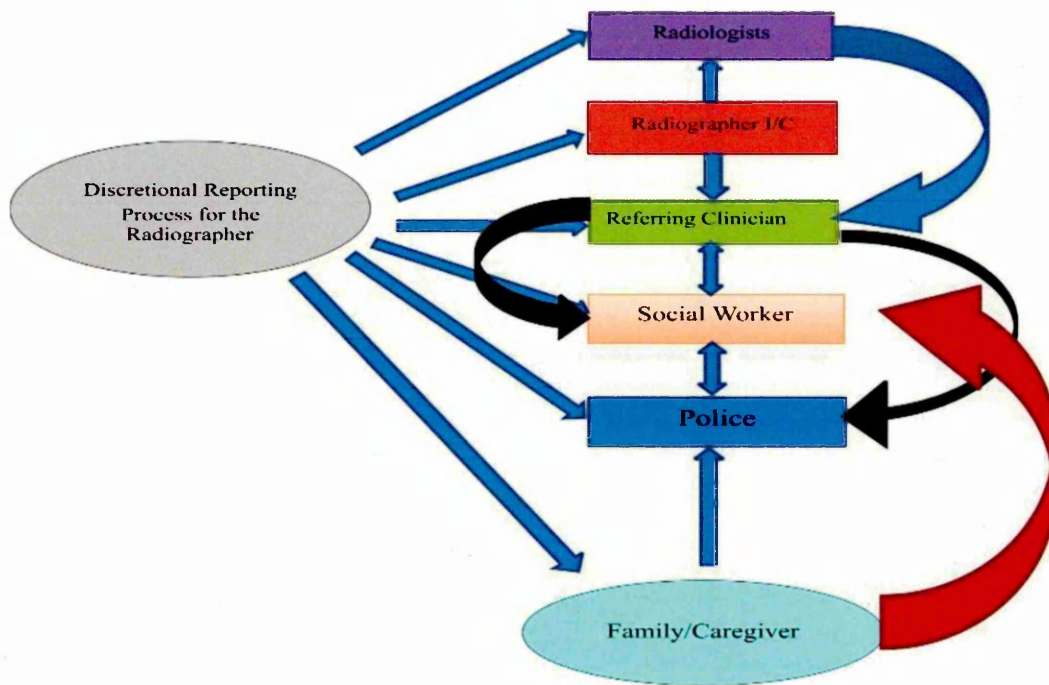 Radiologists
Radiographer I/C
Discretional Reporting
Process for the
Radiographer
Referring Clinician
Social Worker
Police
Family/Caregiver